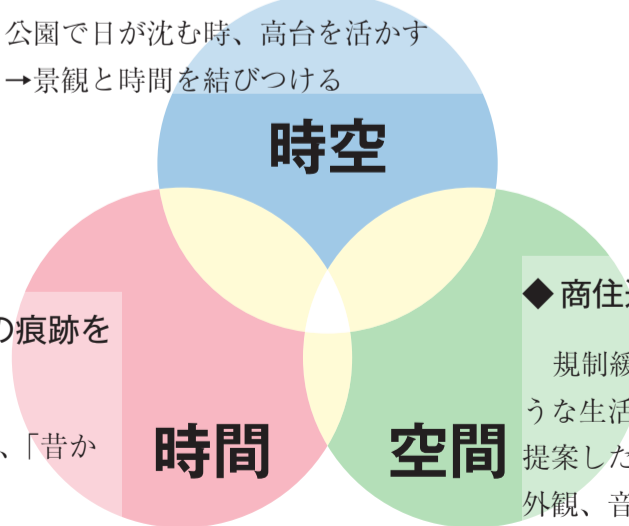 公園で日が沈む時、高台を活かす
→景観と時間を結びつける
時空
の痕跡を
、「昔か
時間
空間
◆ 商住
規制緩
うな生活
提案した
外観、音